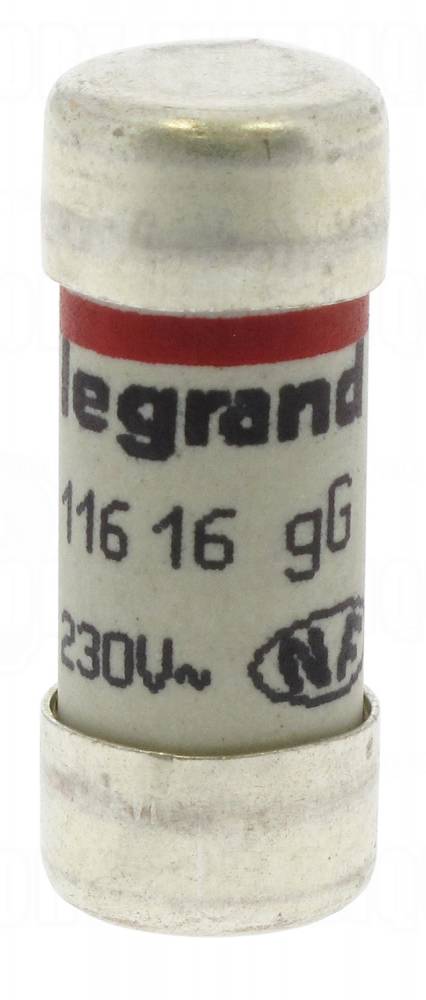 legrand
116 16 gG
230V~ NF